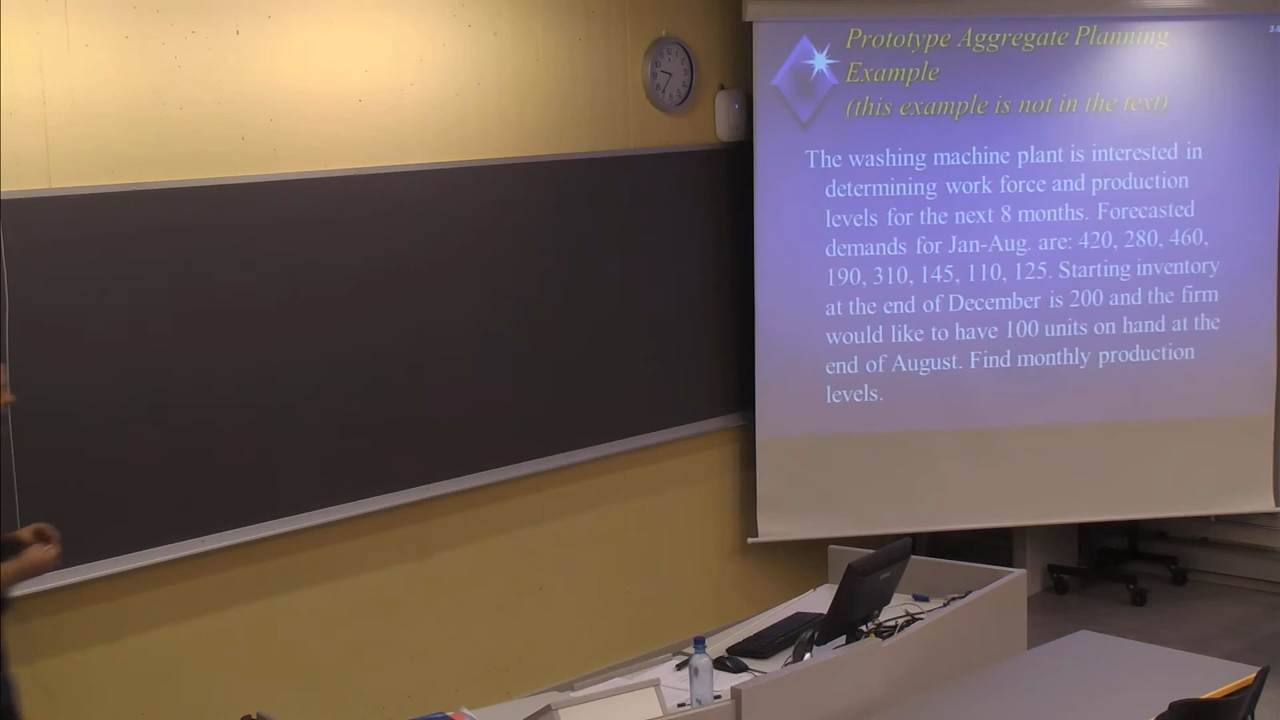 Prototype Aggregate Planning
Example
(this example is not in the text)
The washing machine plant is interested in
determining work force and production
levels for the next 8 months. Forecasted
demands for Jan-Aug. are: 420, 280, 460,
190, 310, 145, 110, 125. Starting inventory
at the end of December is 200 and the firm
would like to have 100 units on hand at the
end of August. Find monthly production
levels.